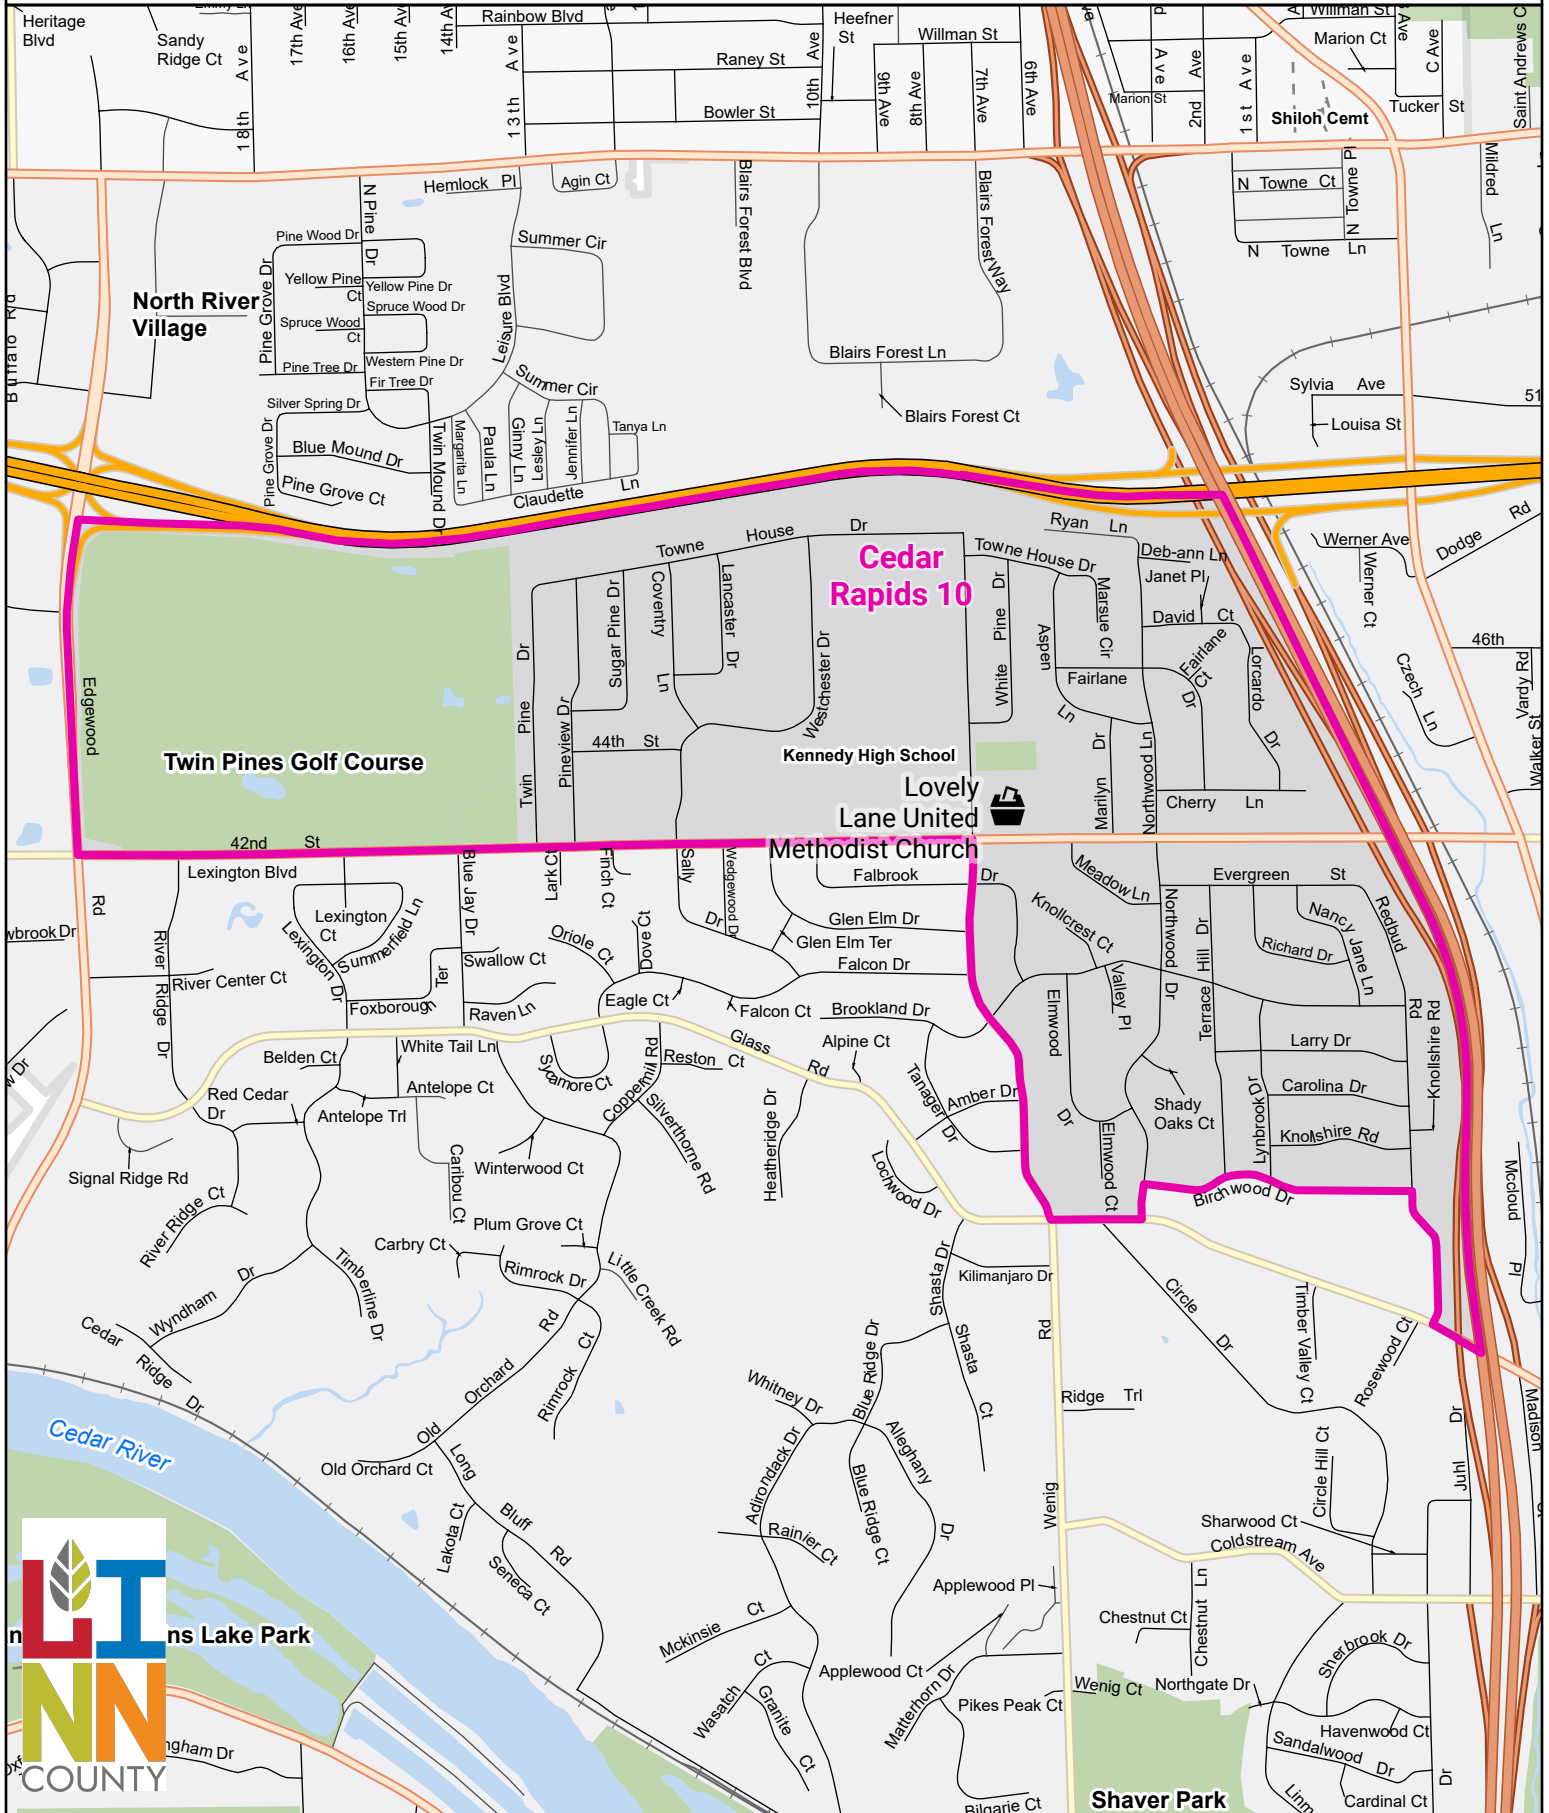 Heritage
Blvd
Sandy
Ridge Ct
18th Ave
17th Ave
16th Ave
15th Ave
14th Av
Rainbow Blvd
13th Ave
Raney St
Bowler St
10th Ave
Heefner
St
Willman St
9th Ave
8th Ave
7th Ave
6th Ave
Marion St
Ave
2nd Ave
1st Ave
Willman St
Marion Ct
Ave
C Ave
Tucker St
Saint Andrews C
Shiloh Cemt
Hemlock Pl
Agin Ct
Blairs Forest Blvd
Blairs Forest Way
N Towne Ct
N Towne Pl
N Towne Ln
Mildred Ln
N Pine Dr
Pine Wood Dr
Summer Cir
Pine Grove Dr
Yellow Pine
Ct
Yellow Pine Dr
Spruce Wood Dr
Spruce Wood
Ct
Western Pine Dr
Pine Tree Dr
Fir Tree Dr
Leisure Blvd
North River
Village
Buffalo Rd
Silver Spring Dr
Pine Grove Dr
Blue Mound Dr
Pine Grove Ct
Twin Mound Dr
Margarita Ln
Paula Ln
Ginny Ln
Lesley Ln
Jennifer Ln
Summer Cir
Tanya Ln
Claudette Ln
Blairs Forest Ln
Blairs Forest Ct
Sylvia Ave
51
Louisa St
Towne House Dr
Cedar
Rapids 10
Ryan Ln
Towne House Dr
Deb-ann Ln
Janet Pl
David Ct
Werner Ave
Werner Ct
Dodge Rd
46th
Vardy Rd
Czech Ln
Walker St
Twin Pine Dr
Pineview Dr
Sugar Pine Dr
Coventry Ln
Lancaster Dr
Westchester Dr
44th St
White Pine Dr
Aspen Ln
Marsue Cir
Fairlane Dr
Fairlane Ct
Lorcardo Dr
Marilyn Dr
Northwood Ln
Cherry Ln
Edgewood Rd
Twin Pines Golf Course
Kennedy High School
Lovely
Lane United
Methodist Church
42nd St
Lexington Blvd
Lexington
Ct
Lexington Dr
Summerfield Ln
Blue Jay Dr
Lark Ct
Finch Ct
Sally Dr
Wedgewood Dr
Falbrook Dr
Glen Elm Dr
Glen Elm Ter
Falcon Dr
Meadow Ln
Evergreen St
Knollcrest Ct
Northwood Dr
Terrace Hill Dr
Nancy Jane Ln
Richard Dr
Redbud Rd
wbrook Dr
River Ridge Dr
River Center Ct
Foxborough Ter
Swallow Ct
Oriole Ct
Dove Ct
Raven Ln
Eagle Ct
Falcon Ct
Brookland Dr
Valley Pl
Elmwood Dr
Larry Dr
Knollshire Rd
Carolina Dr
Lynbrook Dr
Knolshire Rd
w Dr
Belden Ct
White Tail Ln
Antelope Ct
Antelope Trl
Red Cedar
Dr
Sycamore Ct
Coppermill Rd
Reston Ct
Glass Rd
Alpine Ct
Tanager Dr
Amber Dr
Shady
Oaks Ct
Elmwood Ct
Birchwood Dr
Mccloud Pl
Signal Ridge Rd
River Ridge Ct
Caribou Ct
Winterwood Ct
Silverthorne Rd
Heatheridge Dr
Lochwood Dr
Plum Grove Ct
Carbry Ct
Rimrock Dr
Little Creek Rd
Timberline Dr
Wyndham Dr
Cedar Ridge Dr
Shasta Dr
Kilimanjaro Dr
Circle Dr
Timber Valley Ct
Rosewood Ct
Old Orchard Rd
Rimrock Ct
Shasta Ct
Blue Ridge Dr
Whitney Dr
Ridge Trl
Wenig Rd
Juhl Dr
Madison
Cedar River
Old Orchard Ct
Long Bluff Rd
Lakota Ct
Seneca Ct
Adirondack Dr
Alleghany Dr
Blue Ridge Ct
Rainier Ct
Circle Hill Ct
Sharwood Ct
Coldstream Ave
Applewood Pl
Chestnut Ct
Chestnut Ln
Mckinsie Ct
Applewood Ct
Sherbrook Dr
Wasatch Ct
Granite Ct
Matterhorn Dr
Pikes Peak Ct
Wenig Ct
Northgate Dr
Havenwood Ct
Sandalwood Dr
Cardinal Ct
Linm
Dr
Bilgarie Ct
Shaver Park
ns Lake Park
ngham Dr
LINN
COUNTY